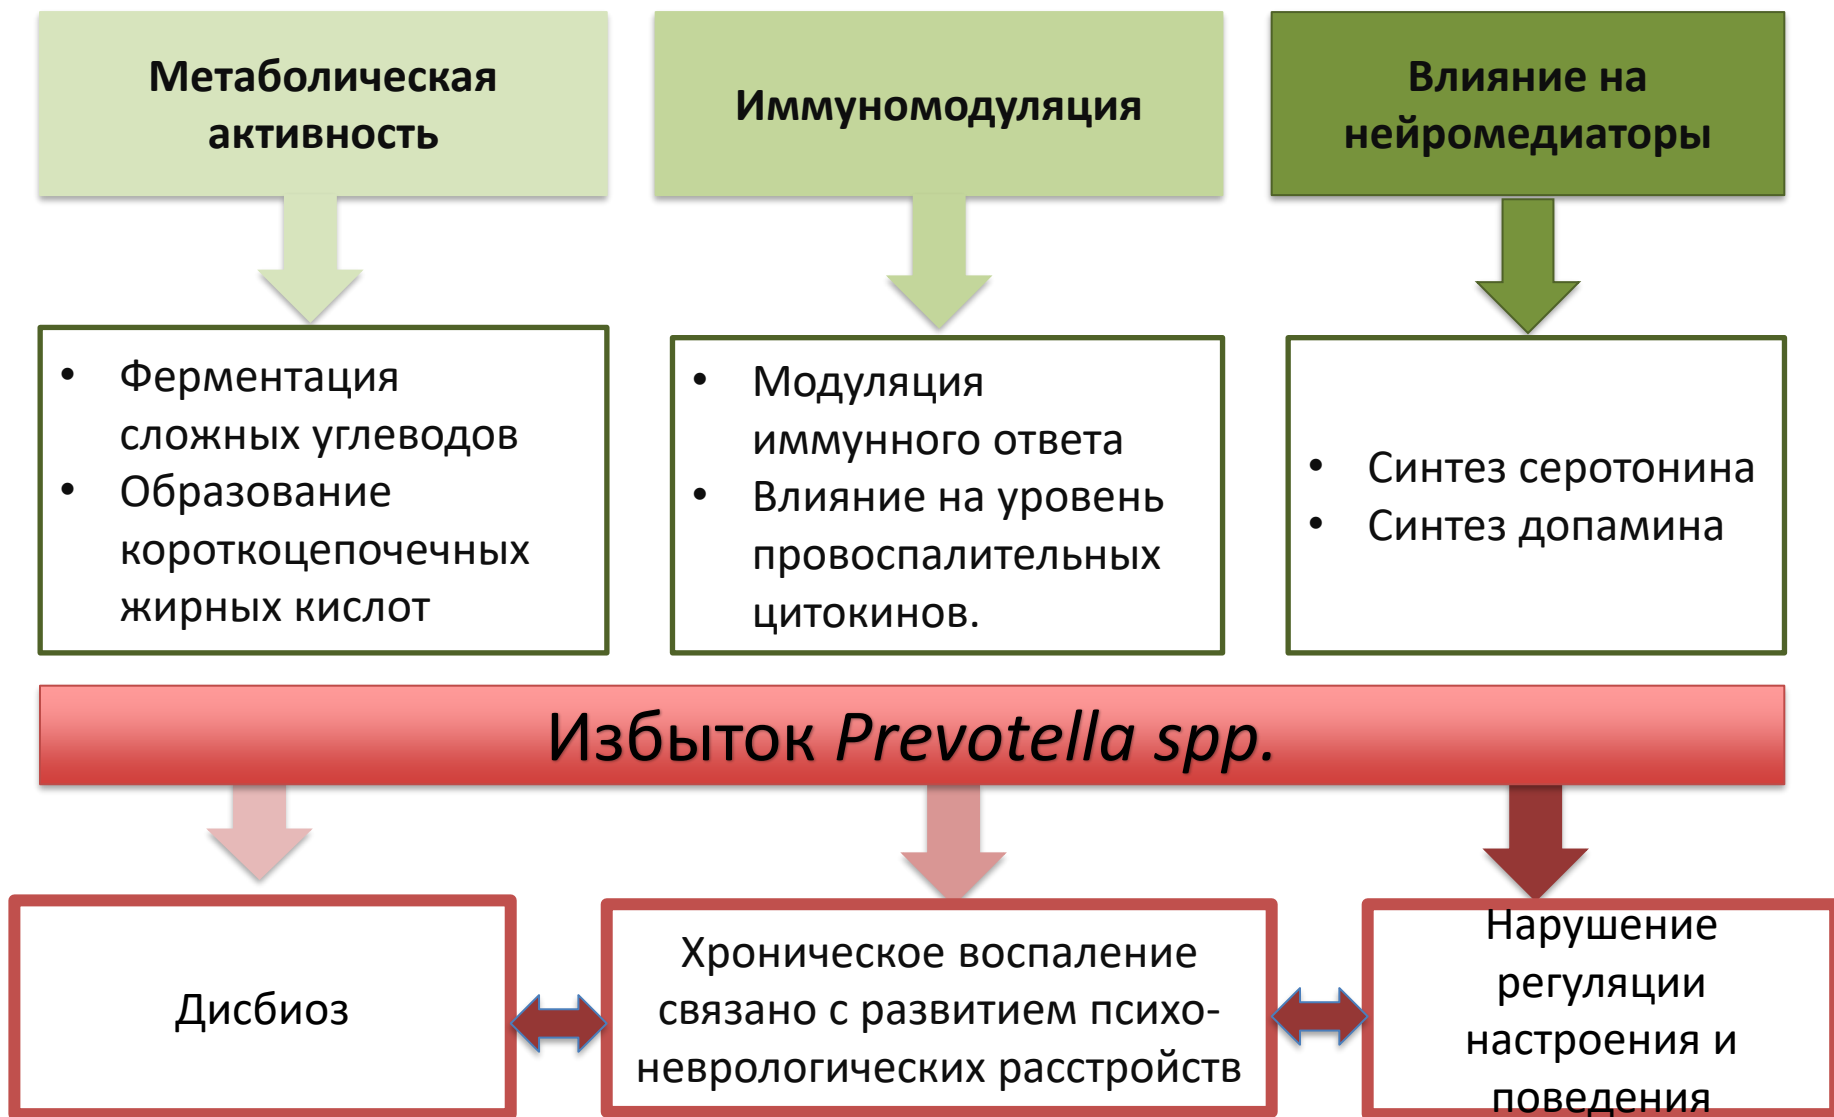 Метаболическая
активность
Иммуномодуляция
Влияние на
нейромедиаторы
• Ферментация
сложных углеводов
• Образование
короткоцепочечных
жирных кислот
• Модуляция
иммунного ответа
• Влияние на уровень
провоспалительных
цитокинов.
• Синтез серотонина
• Синтез допамина
Избыток Prevotella spp.
Дисбиоз
Хроническое воспаление
связано с развитием психо-
неврологических расстройств
Нарушение
регуляции
настроения и
поведения